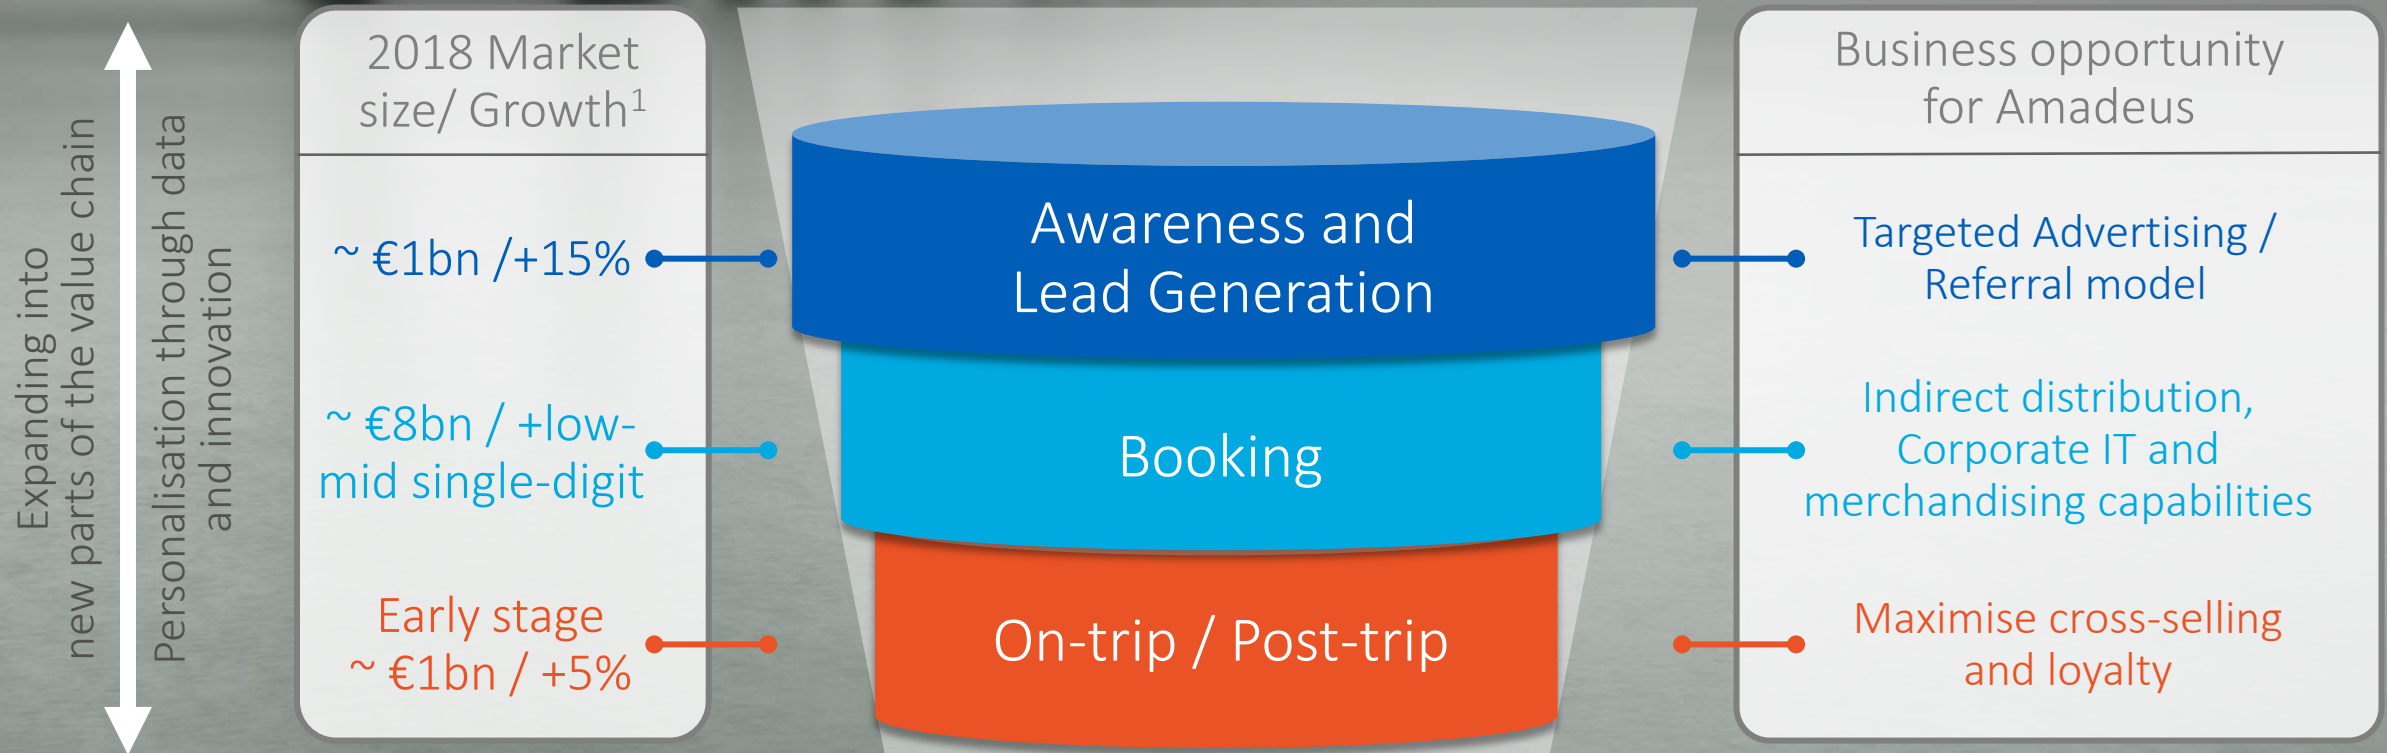 Expanding into
new parts of the value chain
Personalisation through data
and innovation
2018 Market
size/ Growth1
~ €1bn /+15%
~ €8bn / +low-
mid single-digit
Early stage
~ €1bn / +5%
Awareness and
Lead Generation
Booking
On-trip / Post-trip
Business opportunity
for Amadeus
Targeted Advertising /
Referral model
Indirect distribution,
Corporate IT and
merchandising capabilities
Maximise cross-selling
and loyalty